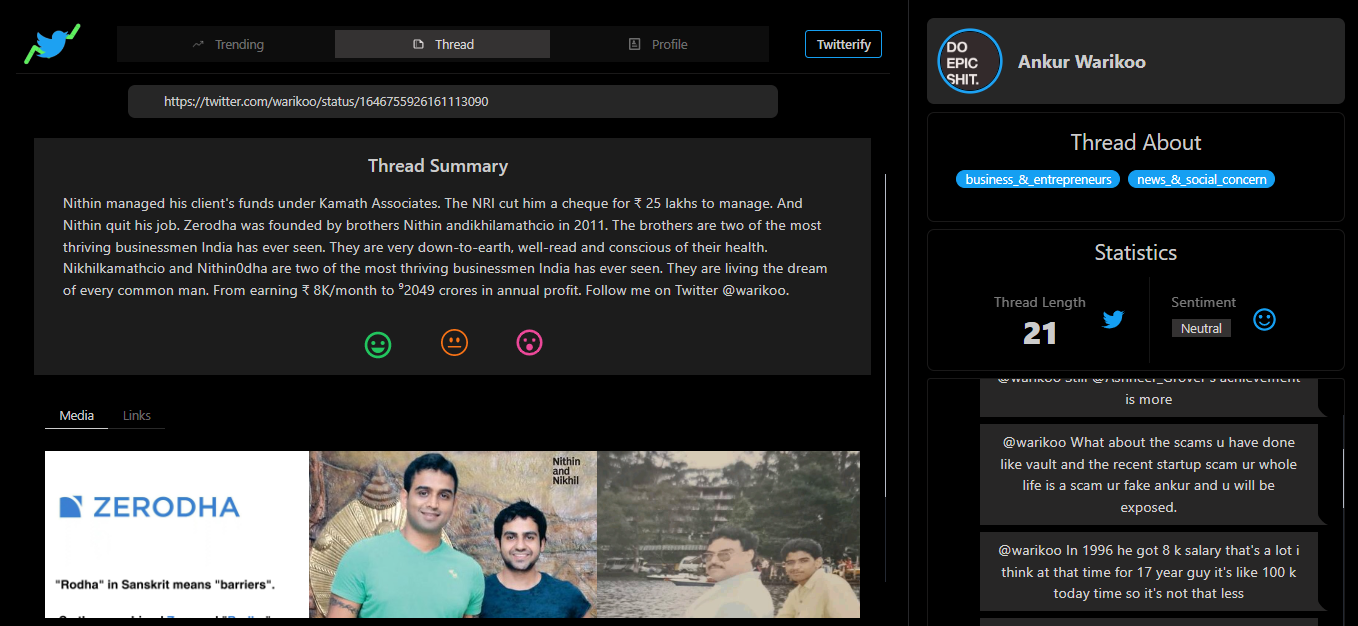 Trending
Thread
Profile
Twitterify
https://twitter.com/warikoo/status/1646755926161113090
Thread Summary
Nithin managed his client's funds under Kamath Associates. The NRI cut him a cheque for ₹ 25 lakhs to manage. And
Nithin quit his job. Zerodha was founded by brothers Nithin andikhilamathcio in 2011. The brothers are two of the most
thriving businessmen India has ever seen. They are very down-to-earth, well-read and conscious of their health.
Nikhilkamathcio and Nithin0dha are two of the most thriving businessmen India has ever seen. They are living the dream
of every common man. From earning ₹ 8K/month to ⁹2049 crores in annual profit. Follow me on Twitter @warikoo.
Media
Links
ZERODHA
"Rodha" in Sanskrit means "barriers".
Nithin
and
Nikhil
DO
EPIC
SHIT.
Ankur Warikoo
Thread About
business_&_entrepreneurs
news_&_social_concern
Statistics
Thread Length
21
Sentiment
Neutral
@warikoo Still @Ashneer_Grover's achievement
is more
@warikoo What about the scams u have done
like vault and the recent startup scam ur whole
life is a scam ur fake ankur and u will be
exposed.
@warikoo In 1996 he got 8 k salary that's a lot i
think at that time for 17 year guy it's like 100 k
today time so it's not that less